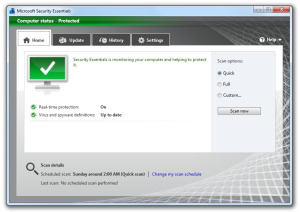 Microsoft Security Essentials
Computer status - Protected
Home
Update
History
Settings
Help
Security Essentials is monitoring your computer and helping to protect
it.
Scan options:
Quick
Full
Custom...
Scan now
Real-time protection: On
Virus and spyware definitions: Up to date
Scan details
Scheduled scan: Sunday around 2:00 AM (Quick scan) | Change my scan schedule
Last scan: No scheduled scan performed